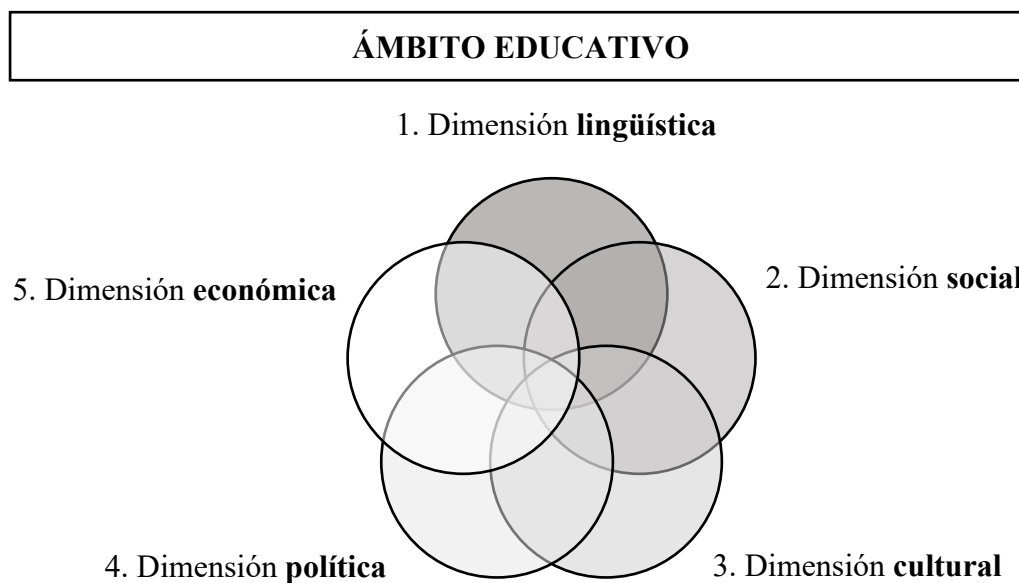 ÁMBITO EDUCATIVO
1. Dimensión lingüística
5. Dimensión económica
2. Dimensión social
4. Dimensión política
3. Dimensión cultural